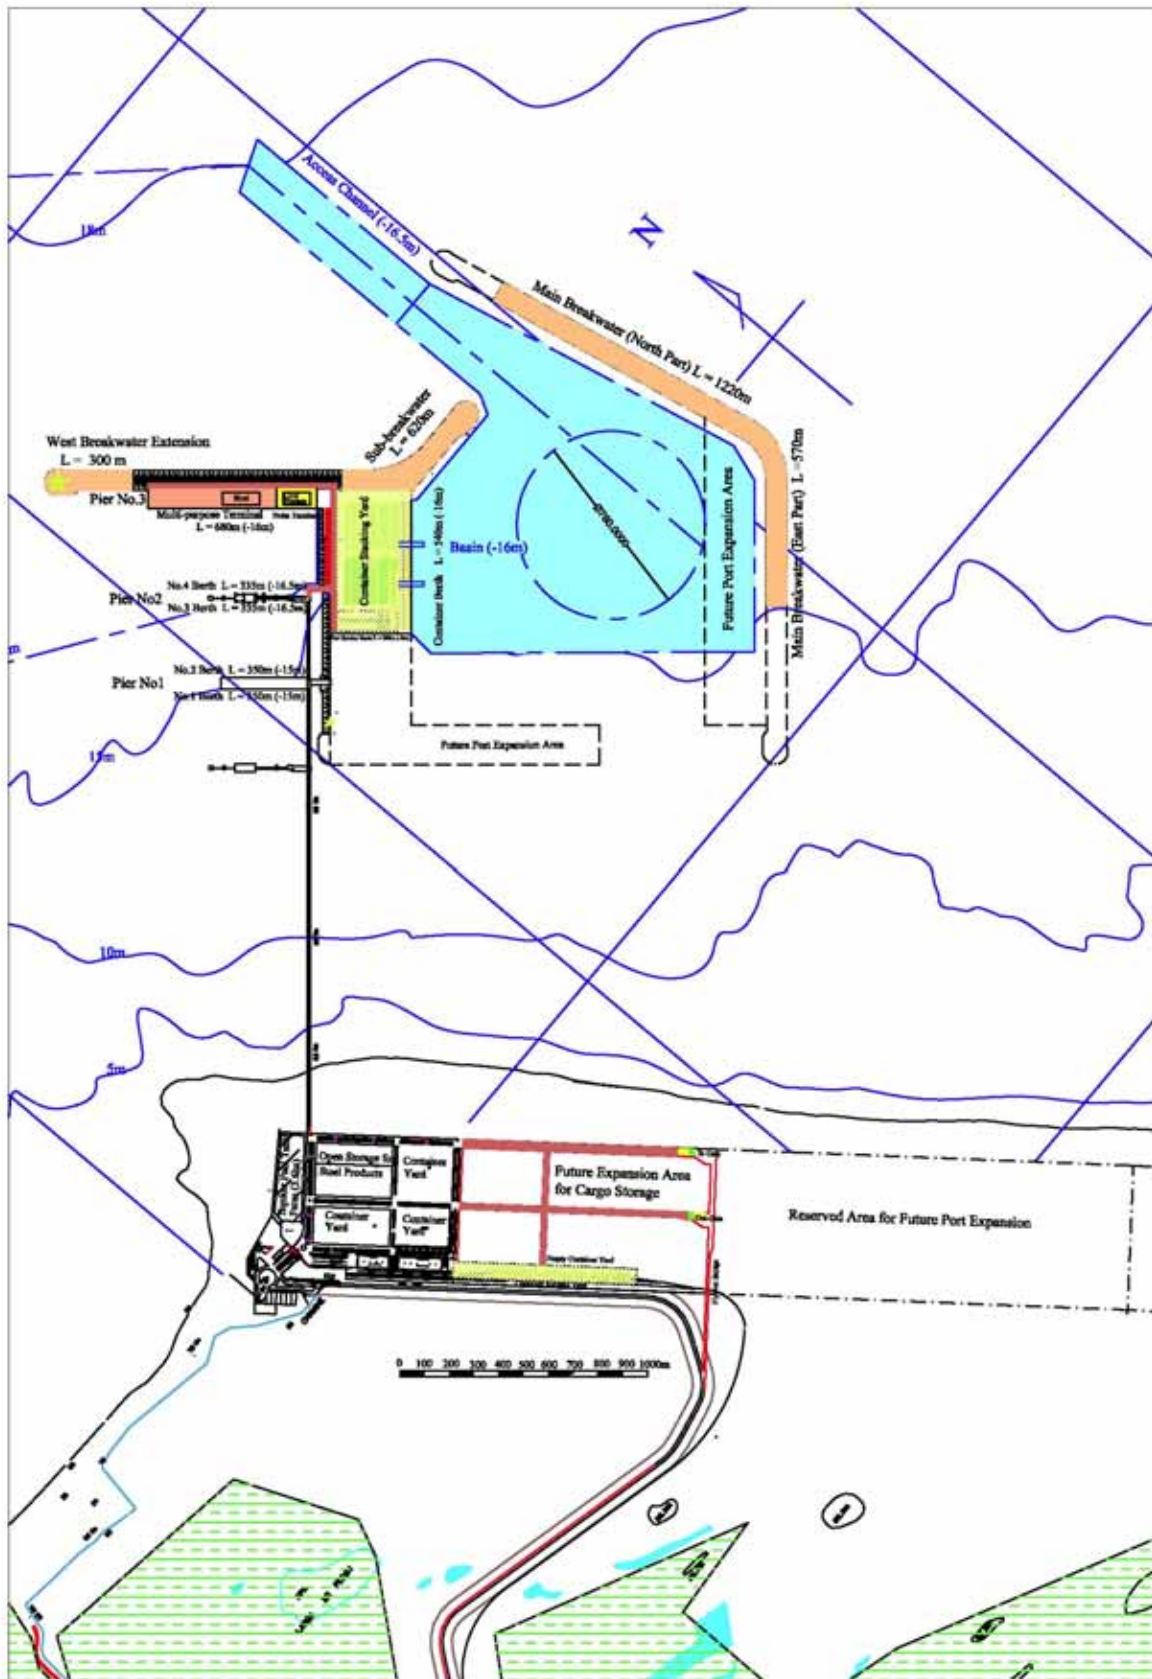 Access Channel (-16.5m)
18m
N
Main Breakwater (North Part) L = 1220m
Sub-breakwater
L = 620m
West Breakwater Extension
L = 300 m
Pier No.3
Multi-purpose Terminal
L = 680m (-16m)
Container Stacking Yard
Container Berth L = 540m (-16m)
Basin (-16m)
Future Port Expansion Area
Main Breakwater (East Part) L=570m
No.4 Berth L = 335m (-16.5m)
Pier No2
No.3 Berth L = 335m (-16.5m)
m
No.2 Berth L = 350m (-15m)
Pier No1
No.1 Berth L = 350m (-15m)
15m
Future Port Expansion Area
10m
5m
Open Storage for
Steel Products
Container
Yard
Future Expansion Area
for Cargo Storage
Container
Yard
Container
Yard
Reserved Area for Future Port Expansion
0 100 200 300 400 500 600 700 800 900 1000m